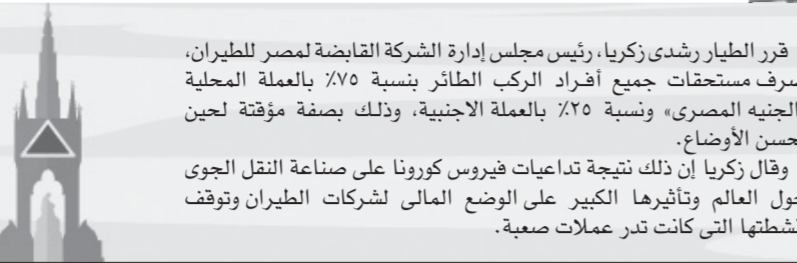 قرر الطيار رشدى زكريا، رئيس مجلس إدارة الشركة القابضة لمصر للطيران،
صرف مستحقات جميع أفراد الركب الطائر بنسبة ٧٥٪ بالعملة المحلية
الجنيه المصرى» ونسبة ٢٥٪ بالعملة الاجنبية، وذلك بصفة مؤقتة لحين
حسن الأوضاع.
وقال زكريا إن ذلك نتيجة تداعيات فيروس كورونا على صناعة النقل الجوى
حول العالم وتأثيرها الكبير على الوضع المالى لشركات الطيران وتوقف
نشطتها التى كانت تدر عملات صعبة.